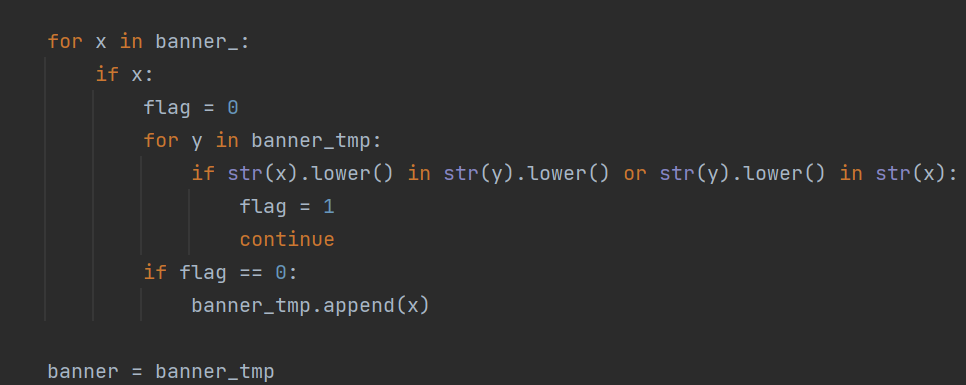 for x in banner_:
    if x:
        flag = 0
        for y in banner_tmp:
            if str(x).lower() in str(y).lower() or str(y).lower() in str(x):
                flag = 1
                continue
        if flag == 0:
            banner_tmp.append(x)
banner = banner_tmp